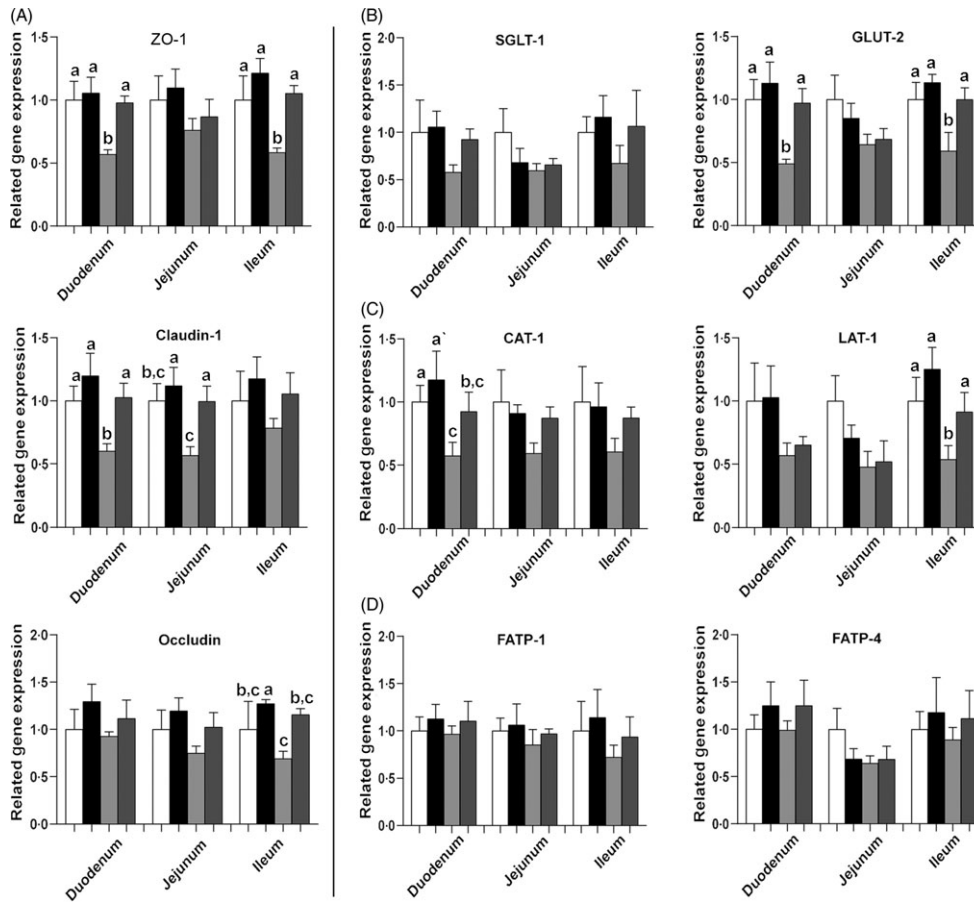 (A)
ZO-1
Related gene expression
1·5
1·0
0·5
0·0
a a b a
a a b a
Duodenum
Jejunum
Ileum
Claudin-1
Related gene expression
1·5
1·0
0·5
0·0
a a b a
b,c a c a
Duodenum
Jejunum
Ileum
Occludin
Related gene expression
2·0
1·5
1·0
0·5
0·0
b,c a c b,c
Duodenum
Jejunum
Ileum
(B)
SGLT-1
Related gene expression
2·0
1·5
1·0
0·5
0·0
Duodenum
Jejunum
Ileum
GLUT-2
Related gene expression
1·5
1·0
0·5
0·0
a a b a
a a b a
Duodenum
Jejunum
Ileum
(C)
CAT-1
Related gene expression
1·5
1·0
0·5
0·0
a a` c b,c
Duodenum
Jejunum
Ileum
LAT-1
Related gene expression
1·5
1·0
0·5
0·0
a a b a
Duodenum
Jejunum
Ileum
(D)
FATP-1
Related gene expression
2·0
1·5
1·0
0·5
0·0
Duodenum
Jejunum
Ileum
FATP-4
Related gene expression
2·0
1·5
1·0
0·5
0·0
Duodenum
Jejunum
Ileum